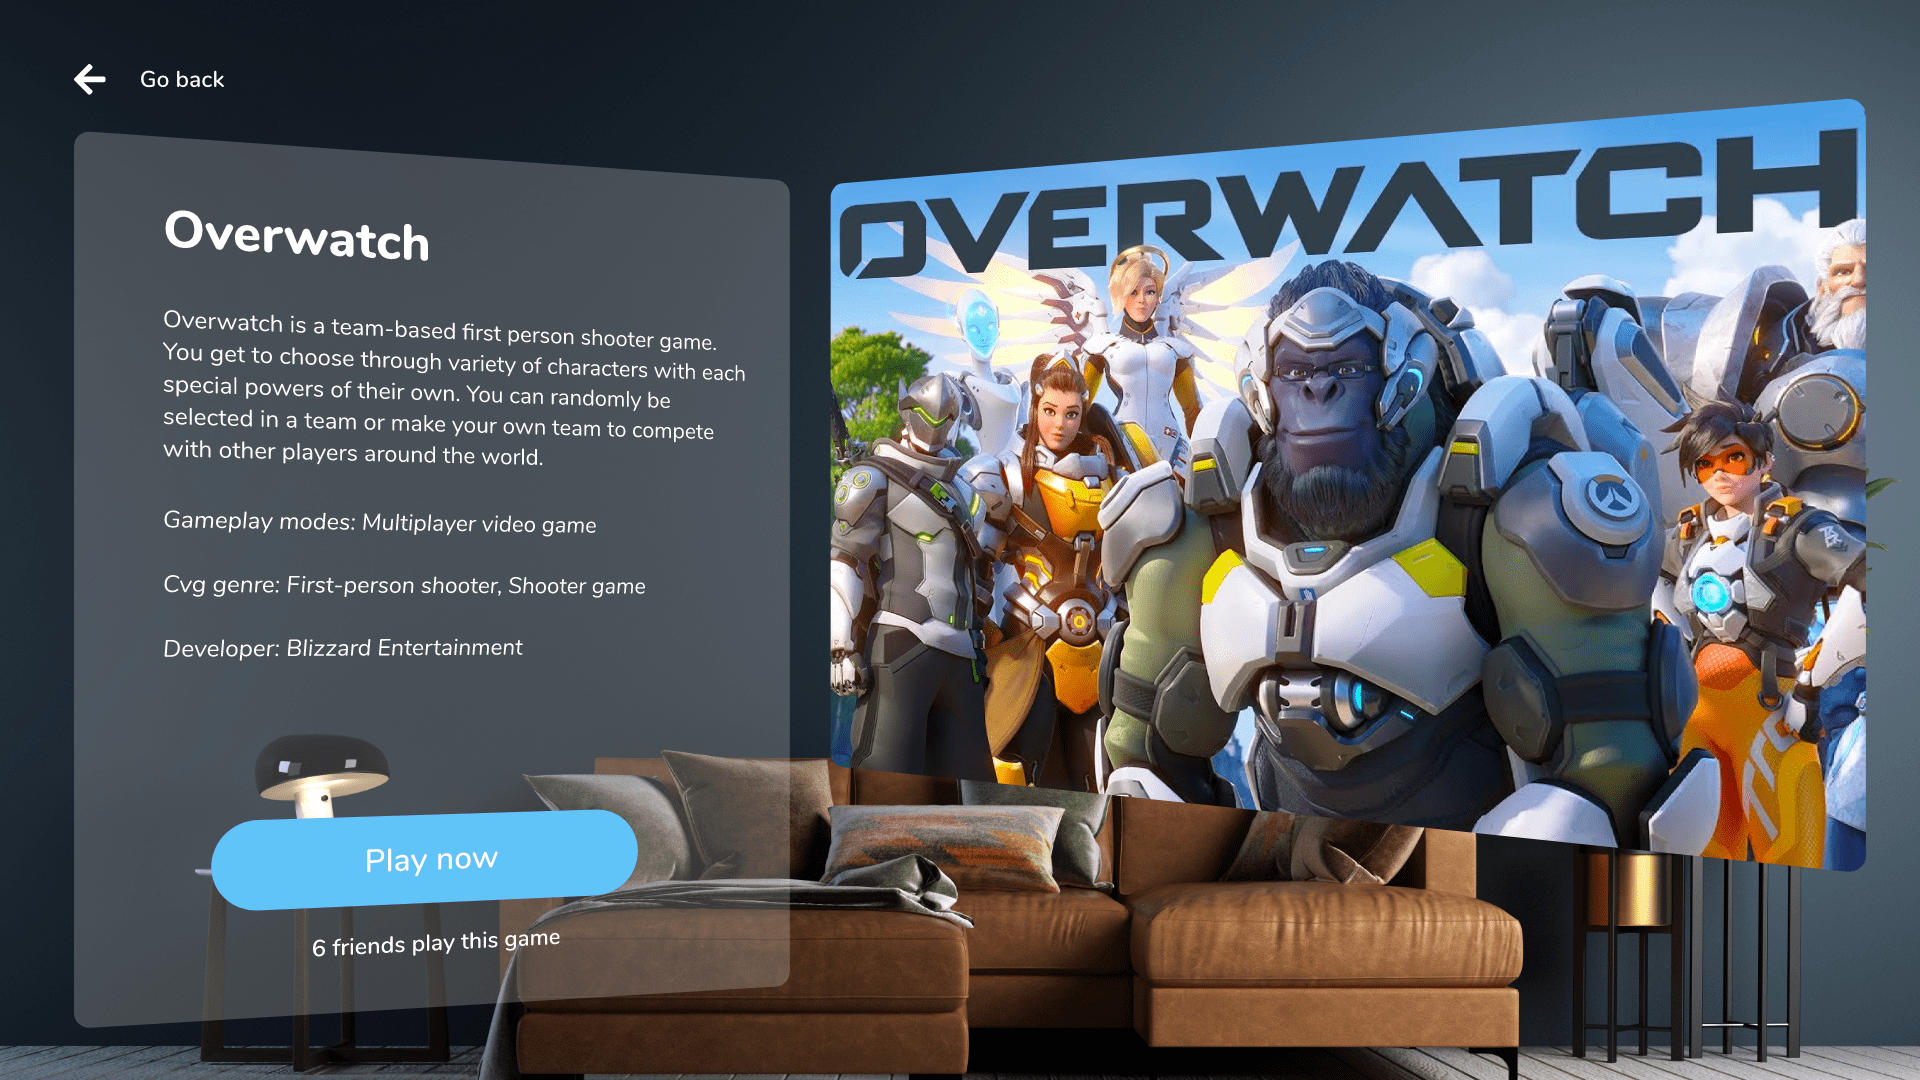 Go back
Overwatch
Overwatch is a team-based first person shooter game.
You get to choose through variety of characters with each
special powers of their own. You can randomly be
selected in a team or make your own team to compete
with other players around the world.
Gameplay modes: Multiplayer video game
Cvg genre: First-person shooter, Shooter game
Developer: Blizzard Entertainment
Play now
6 friends play this game
OVERWATCH